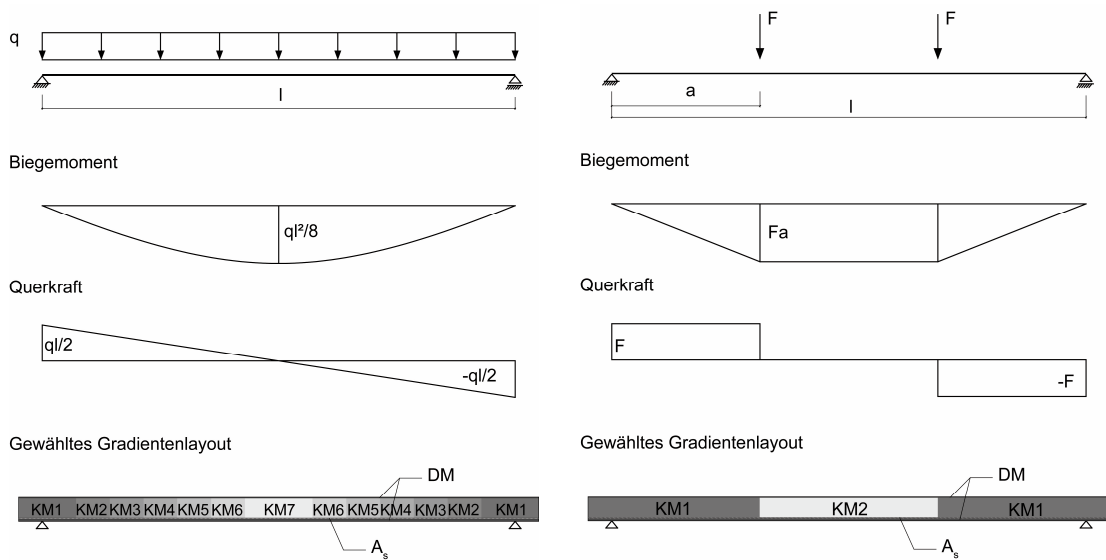 q
l
Biegemoment
ql²/8
Querkraft
ql/2
-ql/2
Gewähltes Gradientenlayout
DM
KM1 KM2 KM3 KM4 KM5 KM6 KM7 KM6 KM5 KM4 KM3 KM2 KM1
Aₛ
F F
a
l
Biegemoment
Fa
Querkraft
F
-F
Gewähltes Gradientenlayout
DM
KM1 KM2 KM1
Aₛ